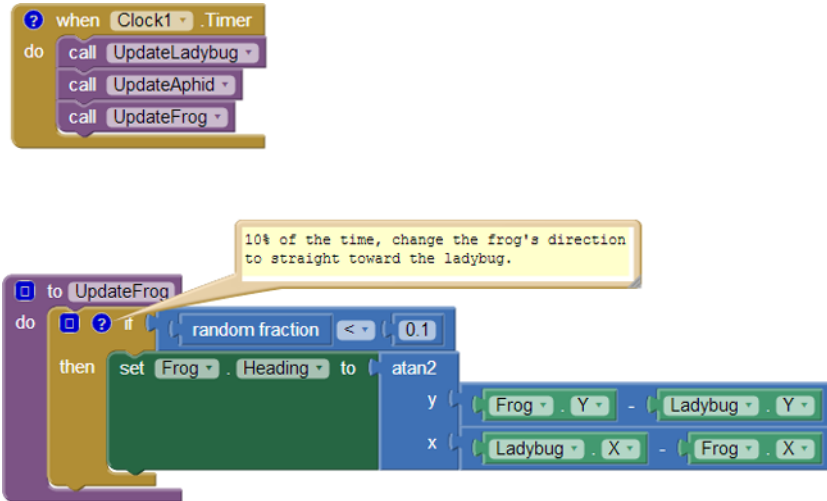 ? when Clock1 .Timer
do call UpdateLadybug
call UpdateAphid
call UpdateFrog
10% of the time, change the frog's direction
to straight toward the ladybug.
to UpdateFrog
do ? if random fraction < 0.1
then set Frog . Heading to atan2
y Frog . Y - Ladybug . Y
x Ladybug . X - Frog . X